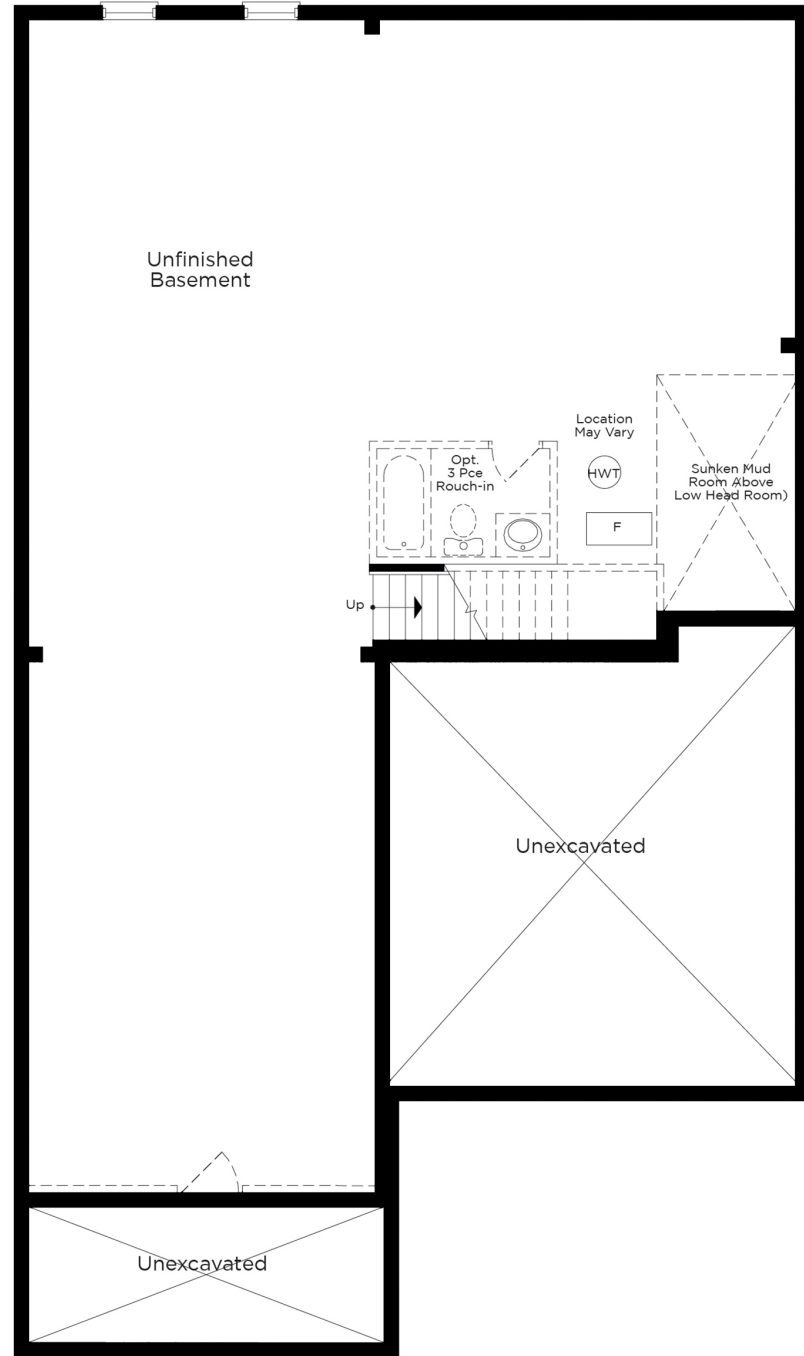 Unfinished
Basement
Location
May Vary
Opt.
3 Pce
Rouch-in
HWT
Sunken Mud
Room Above
Low Head Room)
F
Up
Unexcavated
Unexcavated